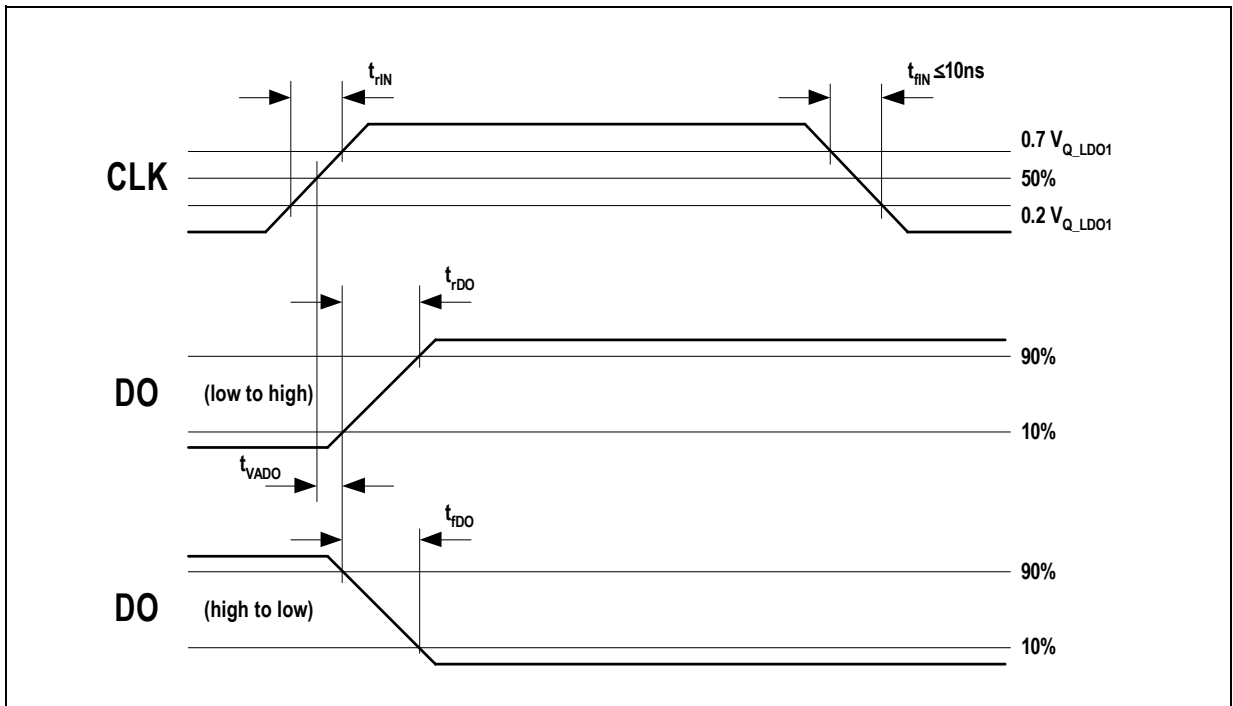 t_rIN
t_fIN ≤10ns
0.7 V_Q_LDO1
CLK
50%
0.2 V_Q_LDO1
t_rDO
90%
DO (low to high)
10%
t_VADO
t_fDO
90%
DO (high to low)
10%